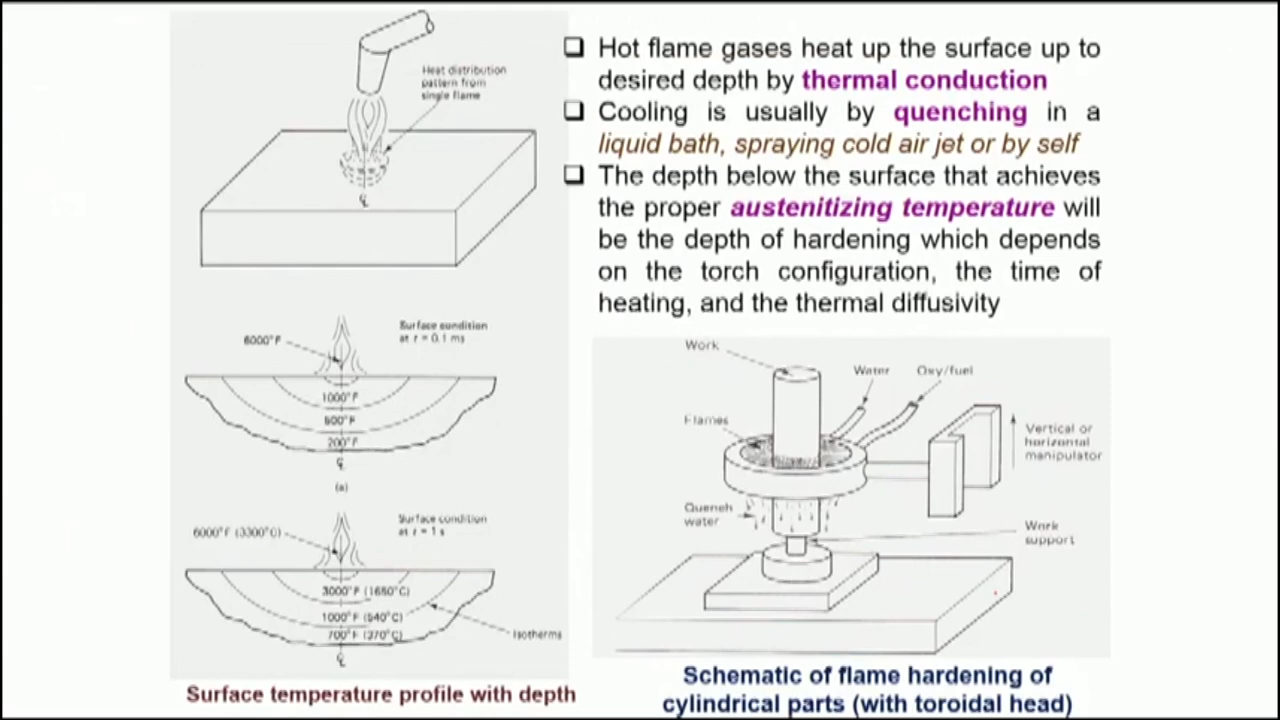 Heat distribution
pattern from
single flame
℄
6000°F
Surface condition
at t = 0.1 ms
1000°F
500°F
200°F
℄
(a)
6000°F (3300°C)
Surface condition
at t = 1 s
3000°F (1650°C)
1000°F (540°C)
700°F (370°C)
Isotherms
℄
Surface temperature profile with depth
❑ Hot flame gases heat up the surface up to
desired depth by thermal conduction
❑ Cooling is usually by quenching in a
liquid bath, spraying cold air jet or by self
❑ The depth below the surface that achieves
the proper austenitizing temperature will
be the depth of hardening which depends
on the torch configuration, the time of
heating, and the thermal diffusivity
Work
Water
Oxy/fuel
Flames
Vertical or
horizontal
manipulator
Quench
water
Work
support
Schematic of flame hardening of
cylindrical parts (with toroidal head)